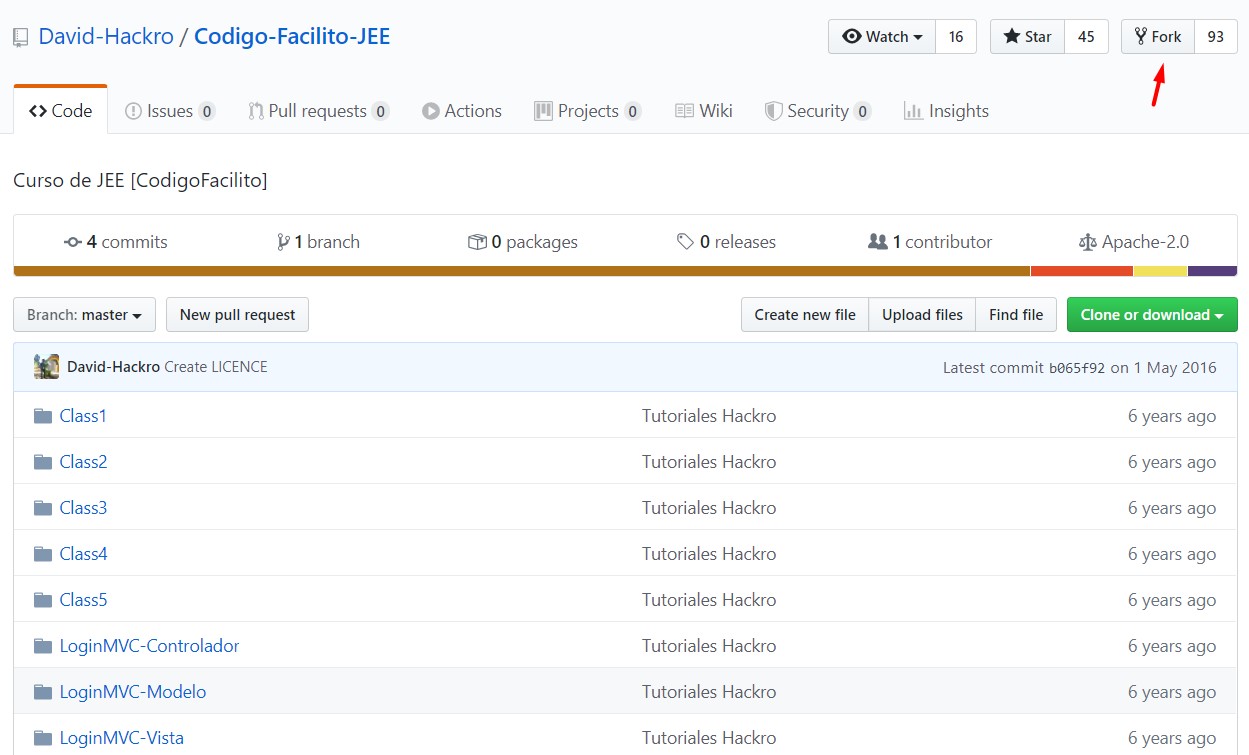 David-Hackro / Codigo-Facilito-JEE Watch 16 Star 45 Fork 93
Code Issues 0 Pull requests 0 Actions Projects 0 Wiki Security 0 Insights
Curso de JEE [CodigoFacilito]
4 commits 1 branch 0 packages 0 releases 1 contributor Apache-2.0
Branch: master New pull request Create new file Upload files Find file Clone or download
David-Hackro Create LICENCE Latest commit b065f92 on 1 May 2016
Class1 Tutoriales Hackro 6 years ago
Class2 Tutoriales Hackro 6 years ago
Class3 Tutoriales Hackro 6 years ago
Class4 Tutoriales Hackro 6 years ago
Class5 Tutoriales Hackro 6 years ago
LoginMVC-Controlador Tutoriales Hackro 6 years ago
LoginMVC-Modelo Tutoriales Hackro 6 years ago
LoginMVC-Vista Tutoriales Hackro 6 years ago